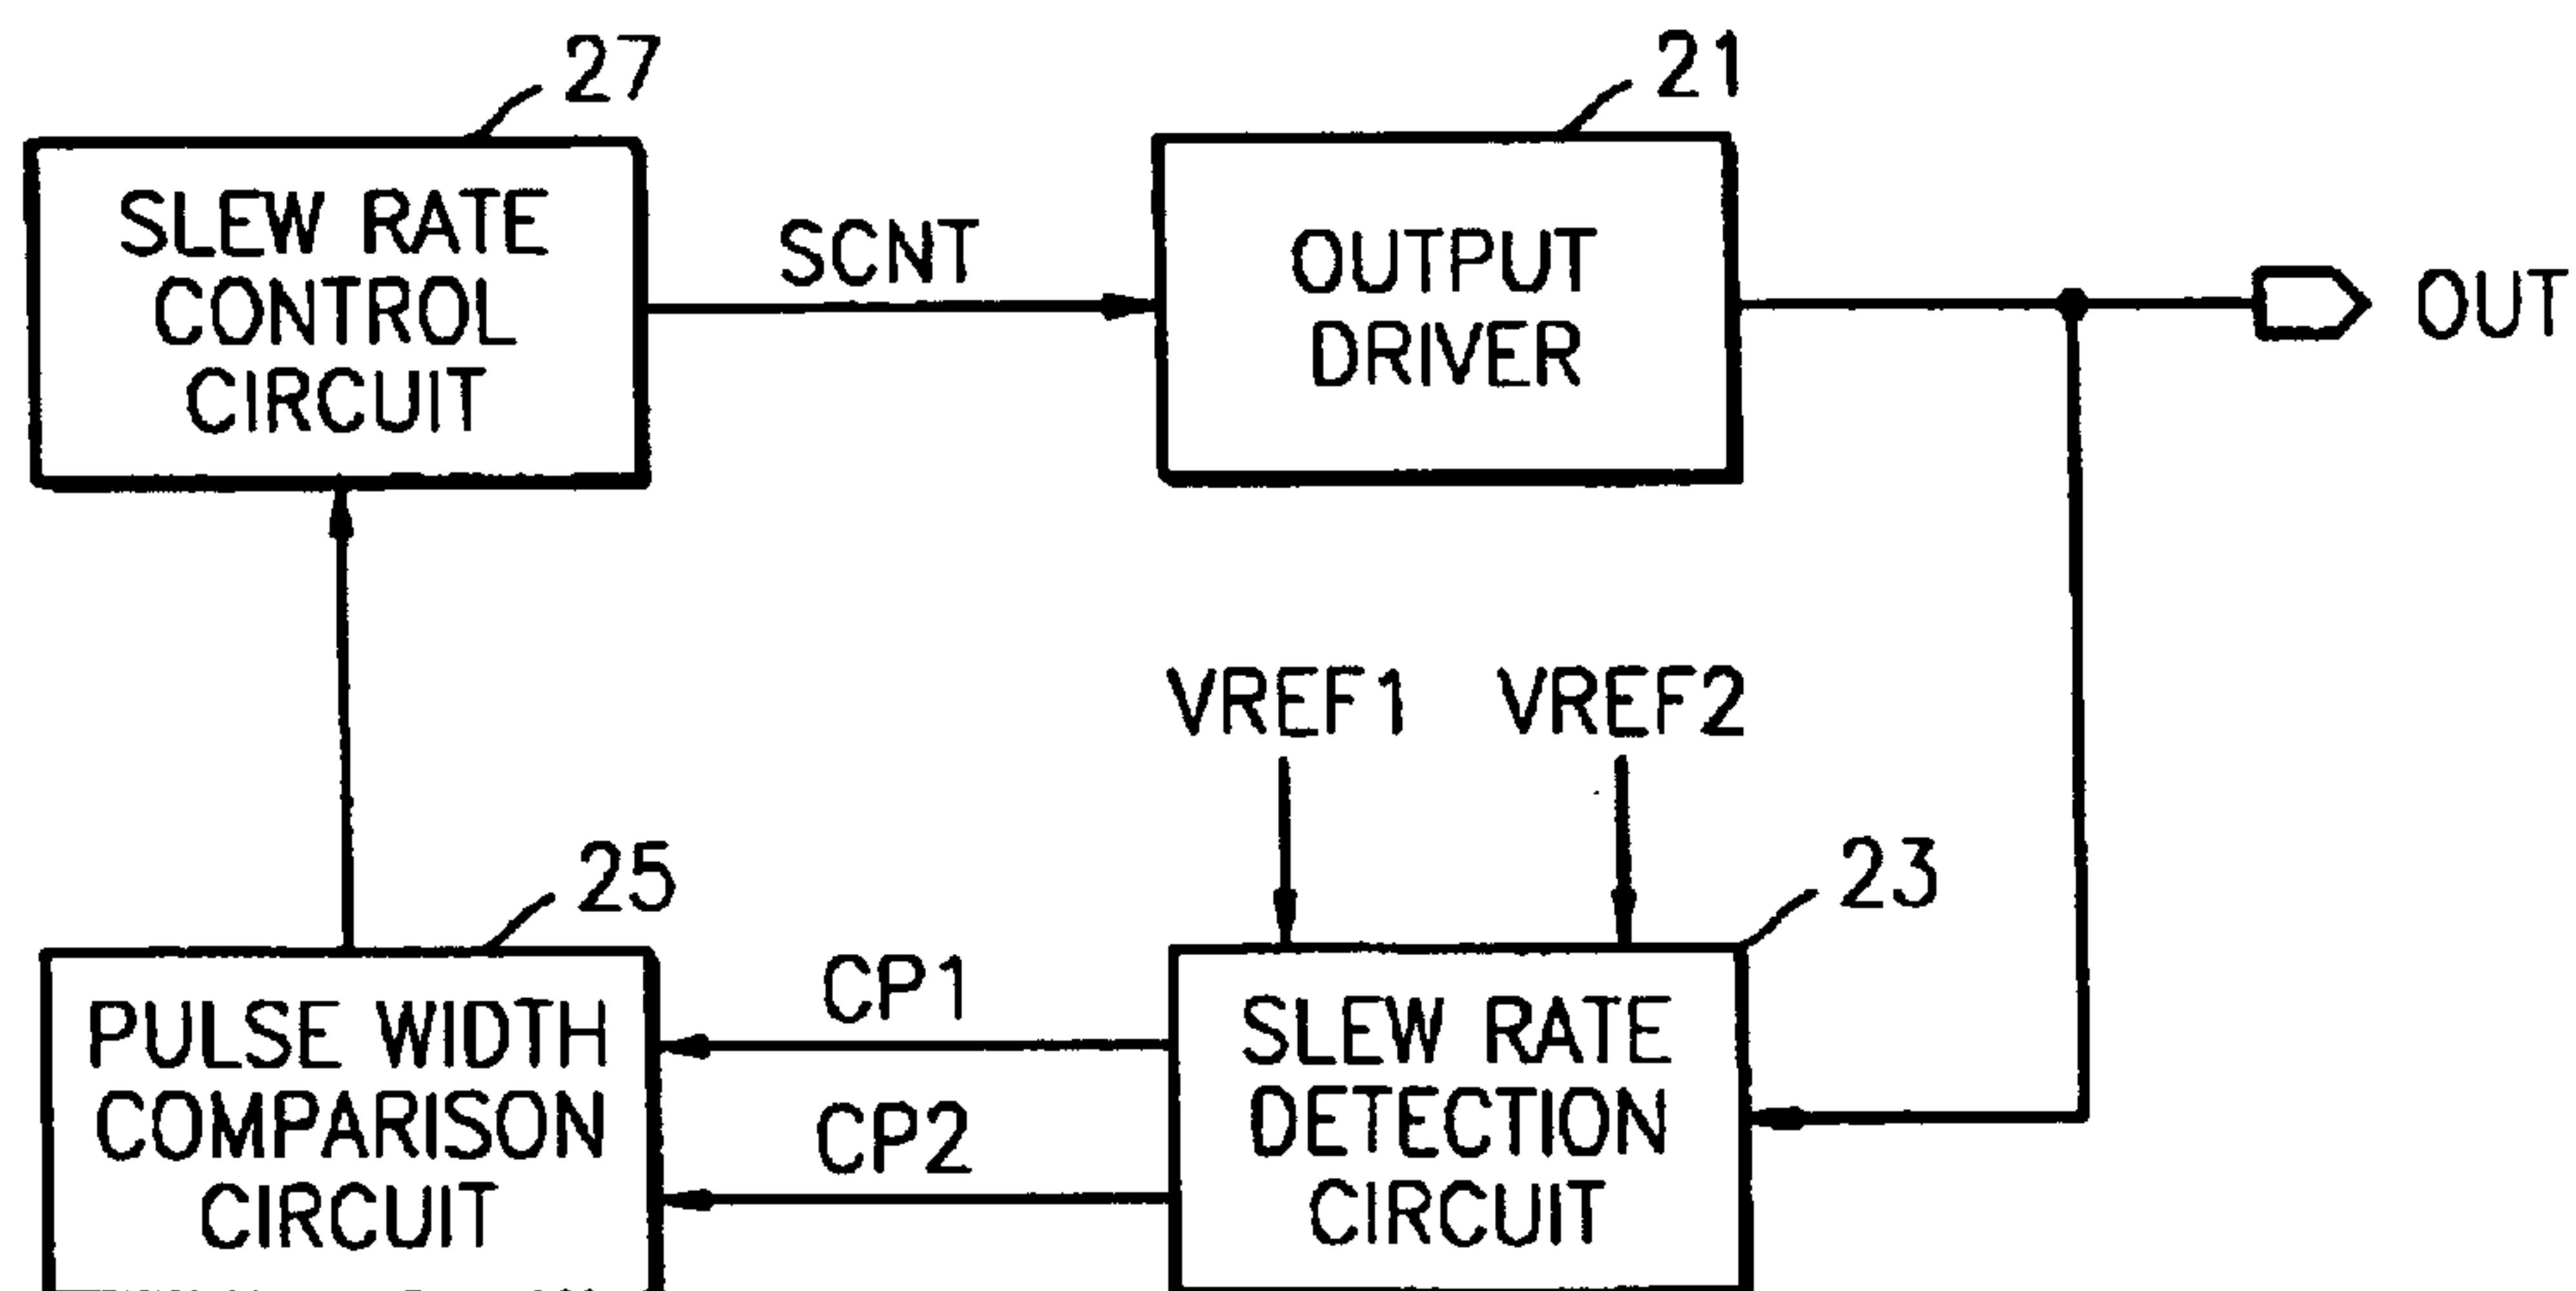 27
21
SLEW RATE
CONTROL
CIRCUIT
SCNT
OUTPUT
DRIVER
OUT
VREF1
VREF2
25
23
PULSE WIDTH
COMPARISON
CIRCUIT
CP1
CP2
SLEW RATE
DETECTION
CIRCUIT